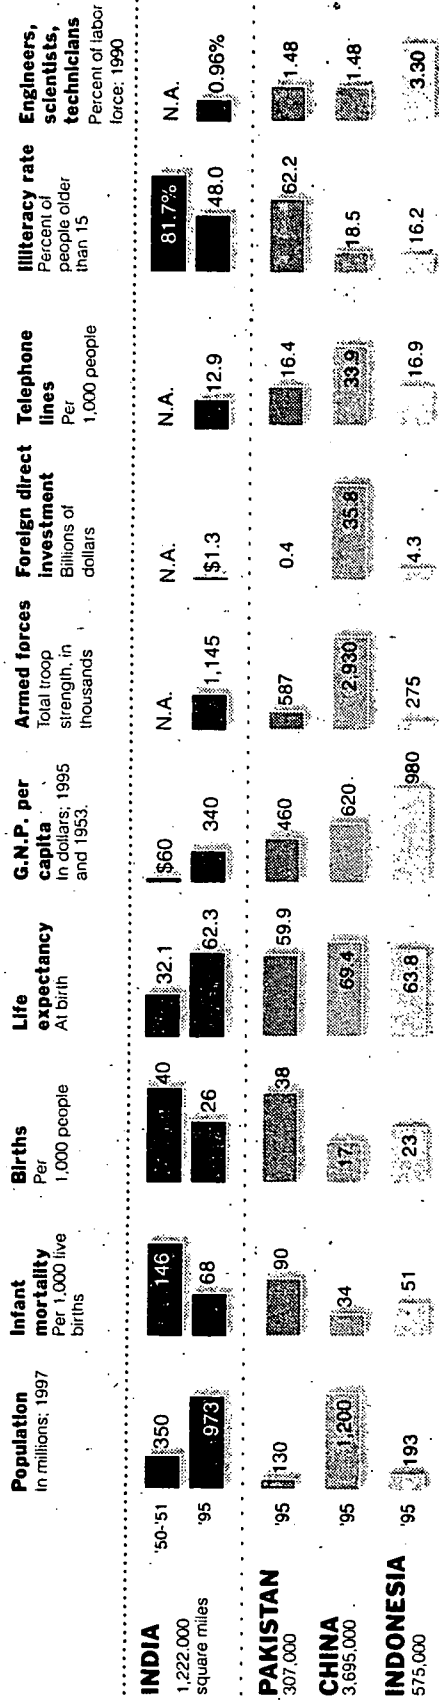 Population
In millions; 1997
Infant
mortality
Per 1,000 live
births
Births
Per
1,000 people
Life
expectancy
At birth
G.N.P. per
capita
In dollars; 1995
and 1953.
Armed forces
Total troop
strength, in
thousands
Foreign direct
investment
Billions of
dollars
Telephone
lines
Per
1,000 people
Illiteracy rate
Percent of
people older
than 15
Engineers,
scientists,
technicians
Percent of labor
force; 1990
INDIA
1,222.000
square miles
'50-'51 350 146 40 32.1 $60 N.A. N.A. N.A. 81.7% N.A.
'95 973 68 26 62.3 340 1,145 $1.3 12.9 48.0 0.96%
PAKISTAN
307,000
'95 130 90 38 59.9 460 587 0.4 16.4 62.2 1.48
CHINA
3,695,000
'95 1,200 34 17 69.4 620 2,930 35.8 33.9 18.5 1.48
INDONESIA
575,000
'95 193 51 23 63.8 980 275 4.3 16.9 16.2 3.30